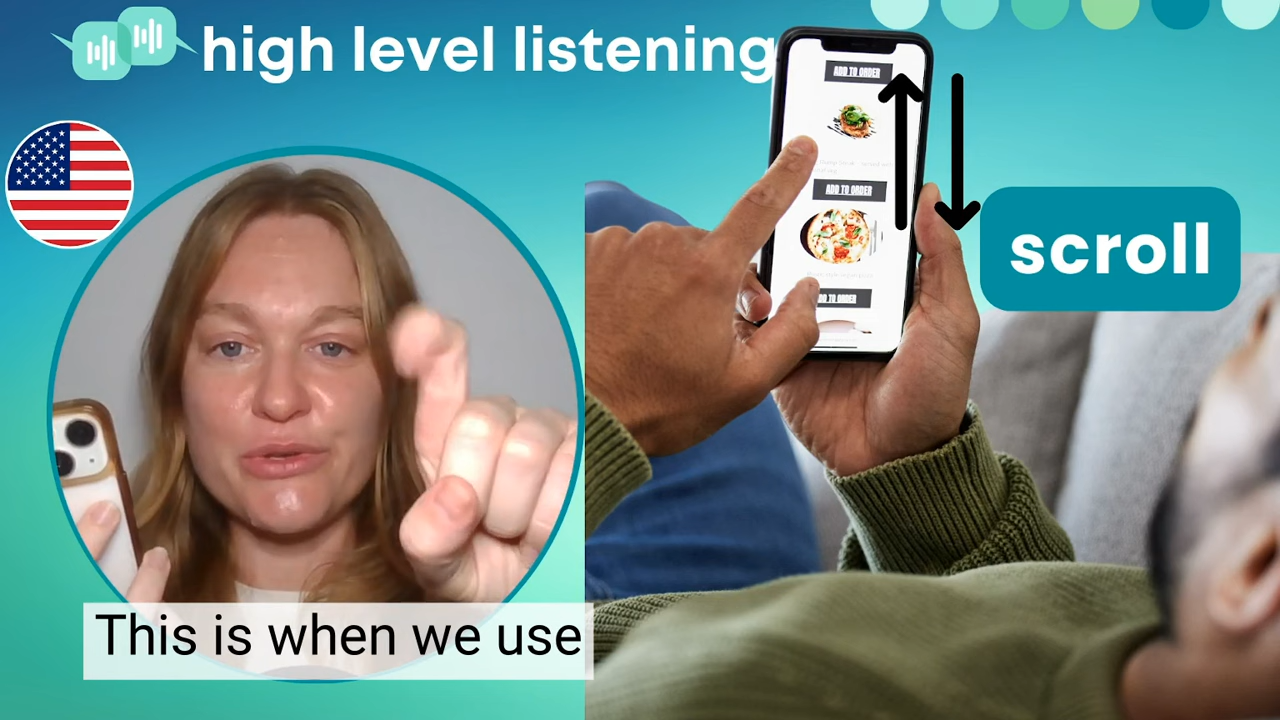 high level listening
ADD TO ORDER
ADD TO ORDER
ADD TO ORDER
scroll
This is when we use